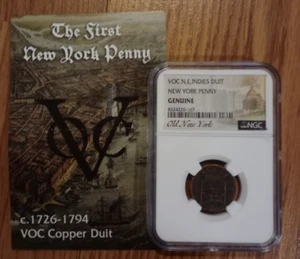 The First
New York Penny
VOC
c.1726-1794
VOC Copper Duit
VOC N.E.INDIES DUIT
NEW YORK PENNY
GENUINE
Old New York
NGC